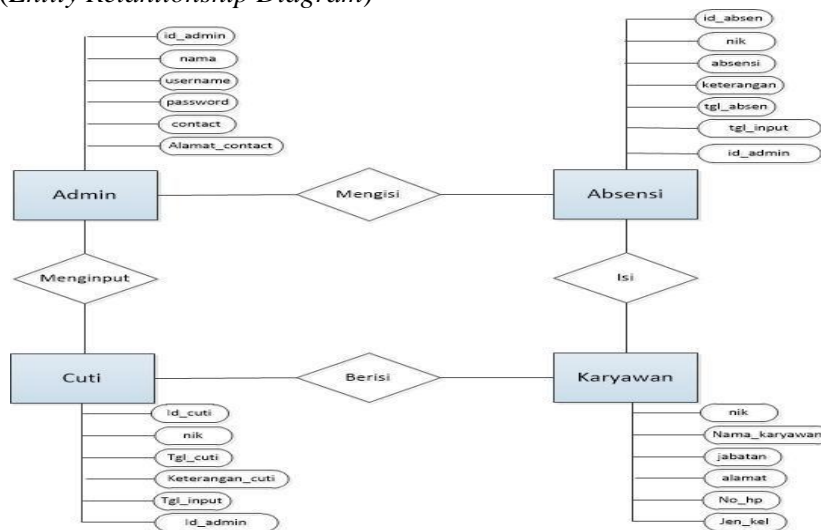 (Entity Relantionship Diagram)
id_admin
nama
username
password
contact
Alamat_contact
Admin
Mengisi
id_absen
nik
absensi
keterangan
tgl_absen
tgl_input
id_admin
Absensi
Menginput
Isi
Cuti
Berisi
Karyawan
Id_cuti
nik
Tgl_cuti
Keterangan_cuti
Tgl_input
Id_admin
nik
Nama_karyawan
jabatan
alamat
No_hp
Jen_kel